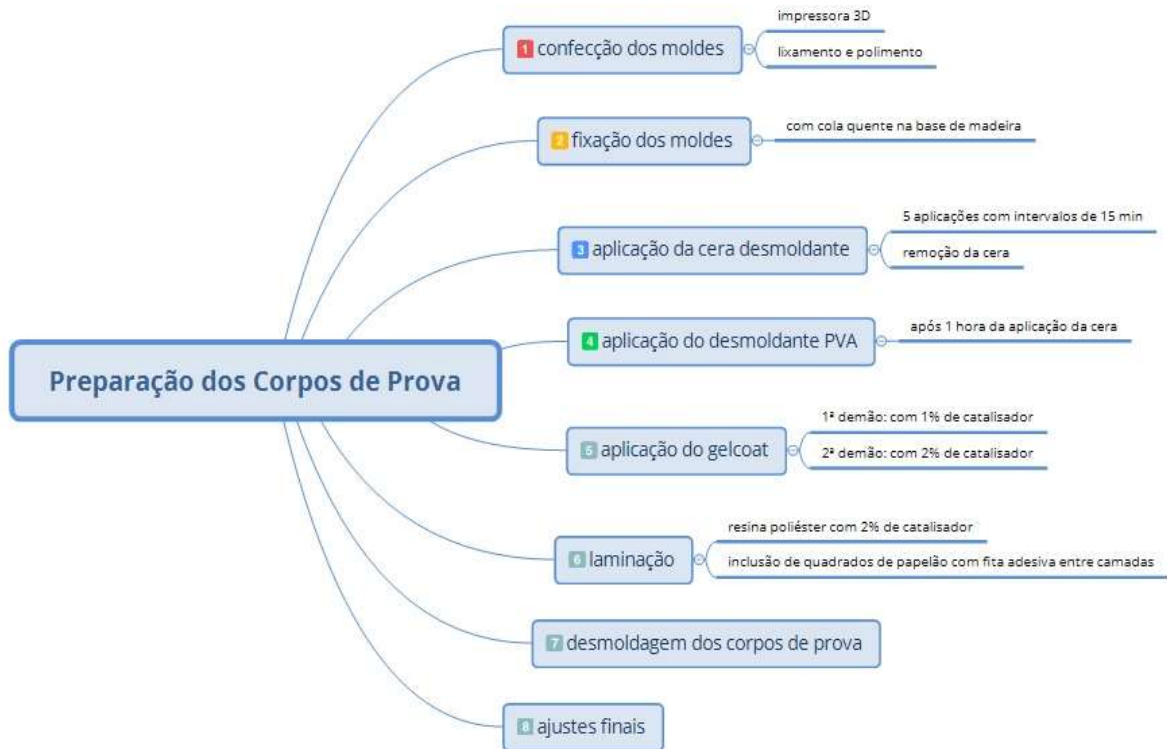 Preparação dos Corpos de Prova
1 confecção dos moldes
impressora 3D
lixamento e polimento
2 fixação dos moldes
com cola quente na base de madeira
3 aplicação da cera desmoldante
5 aplicações com intervalos de 15 min
remoção da cera
4 aplicação do desmoldante PVA
após 1 hora da aplicação da cera
5 aplicação do gelcoat
1ª demão: com 1% de catalisador
2ª demão: com 2% de catalisador
6 laminação
resina poliéster com 2% de catalisador
inclusão de quadrados de papelão com fita adesiva entre camadas
7 desmoldagem dos corpos de prova
8 ajustes finais